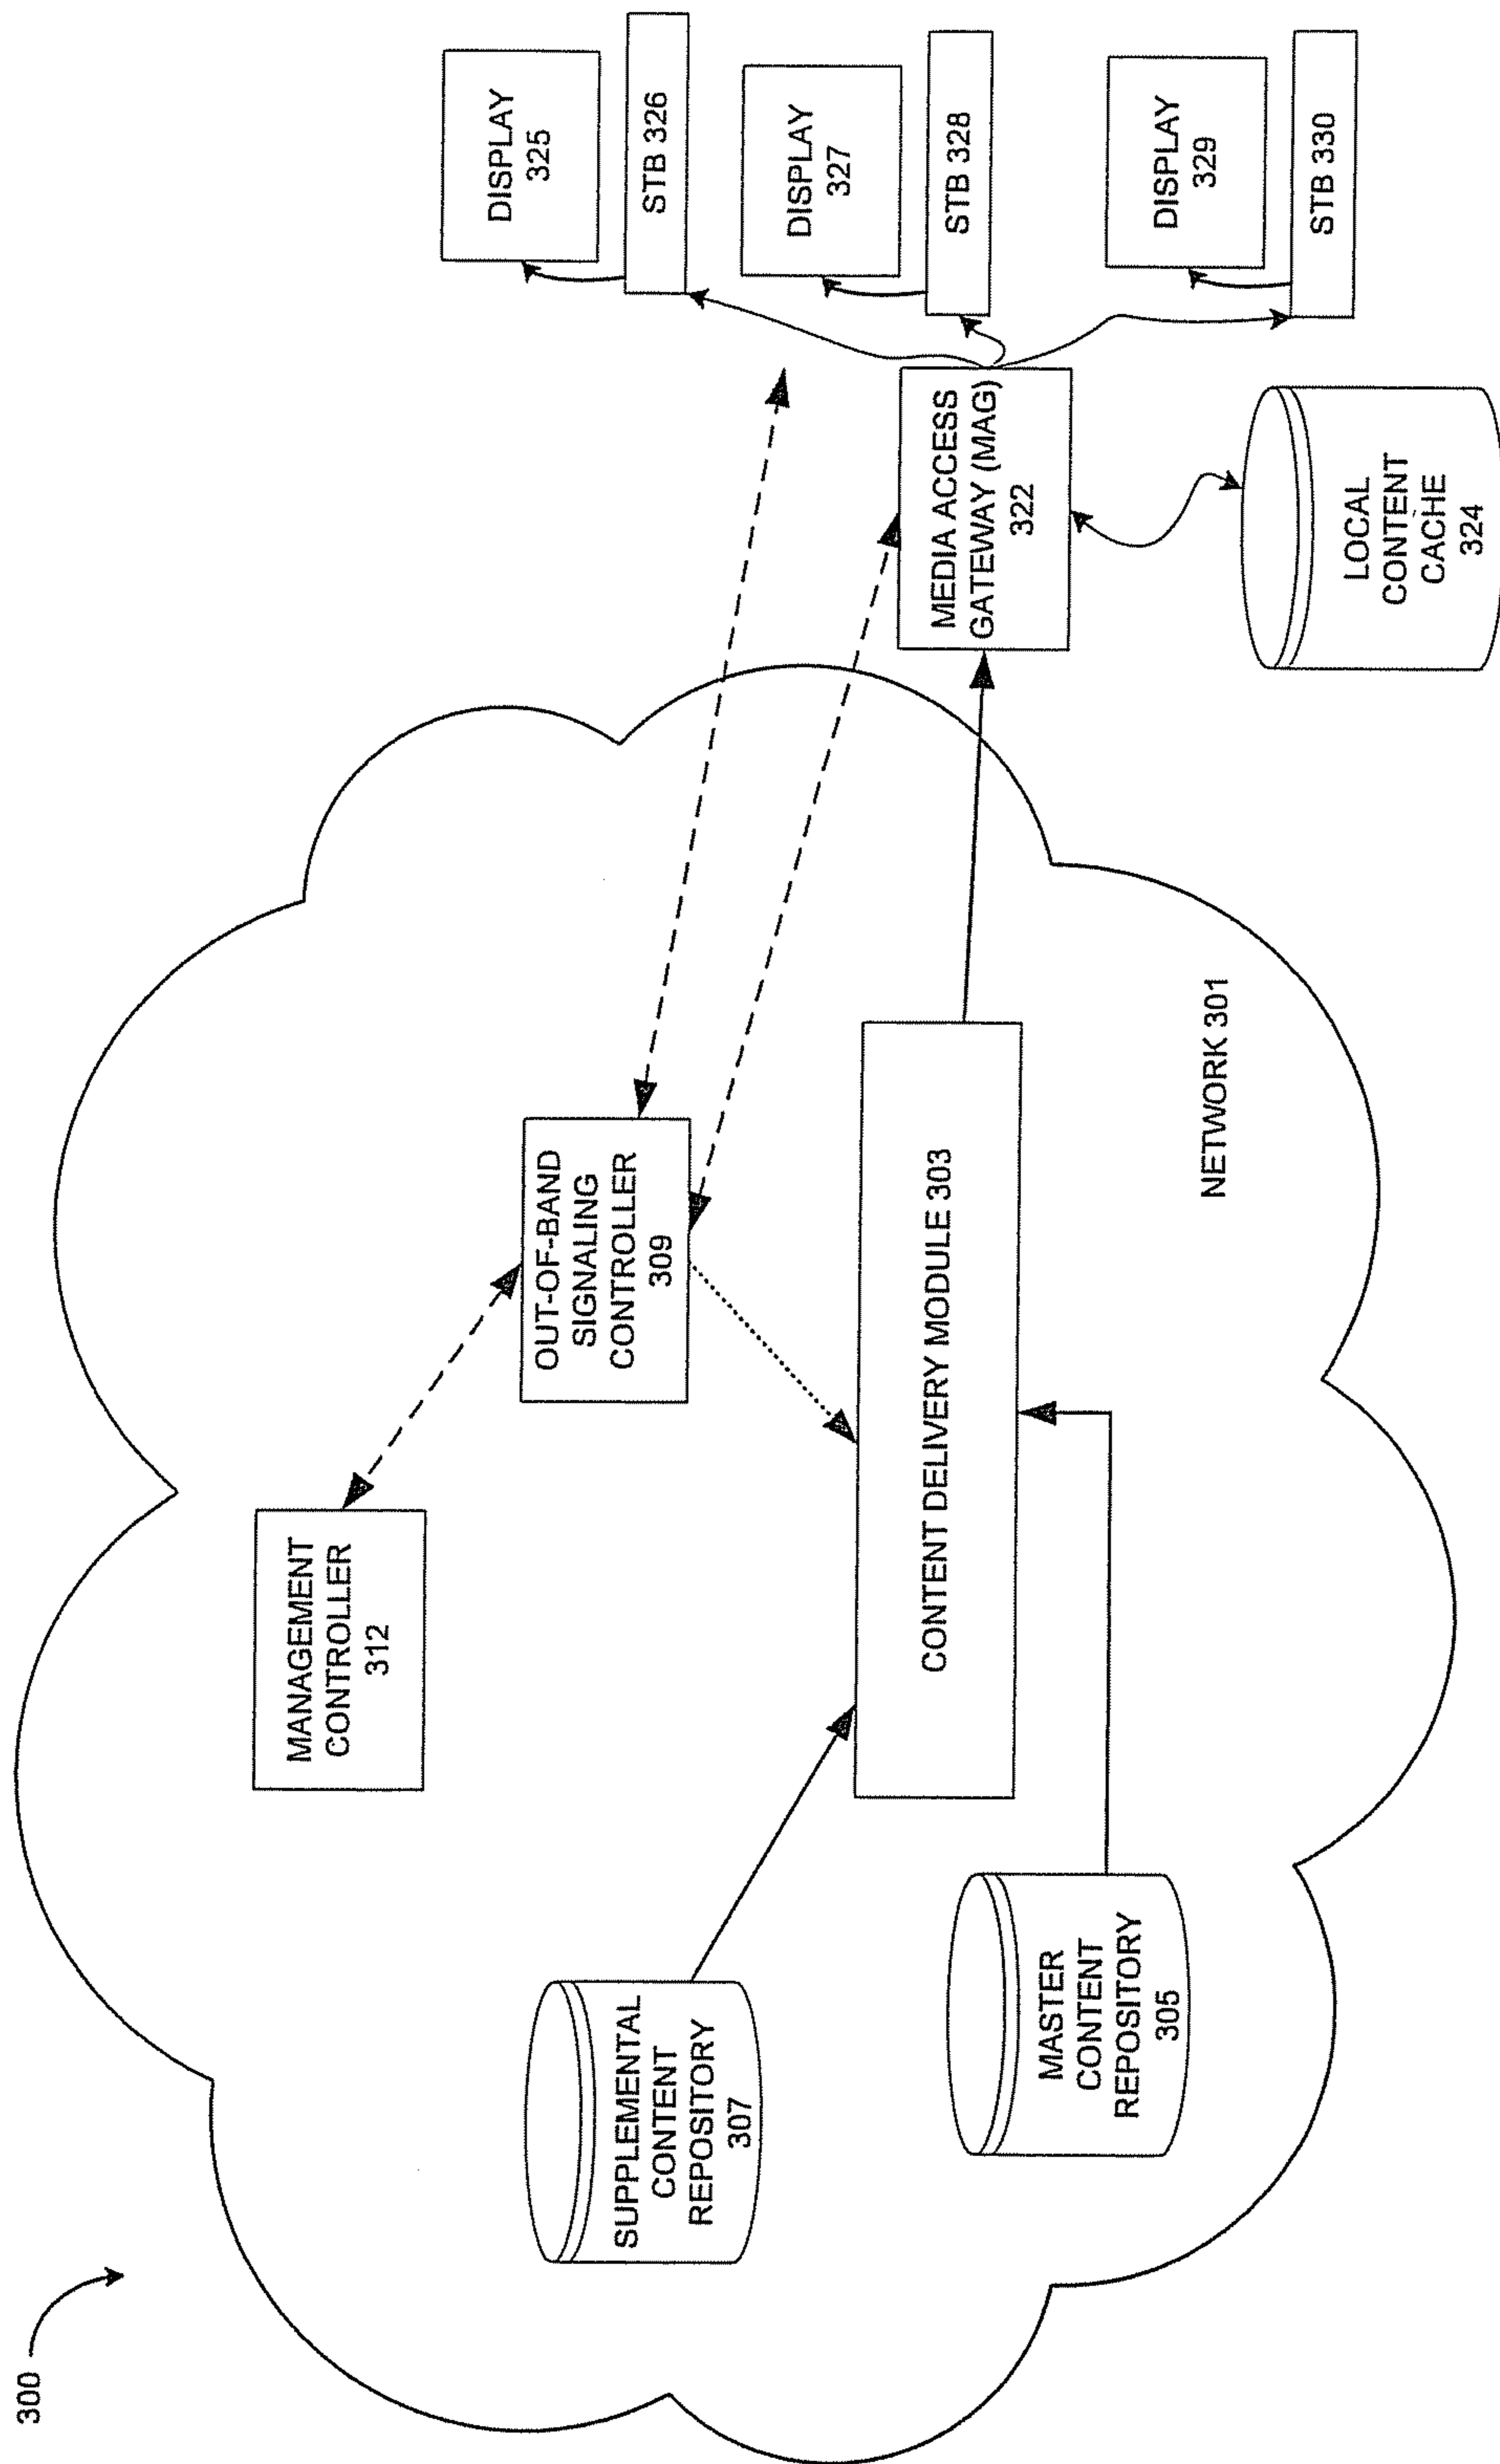 300
SUPPLEMENTAL
CONTENT
REPOSITORY
307
MASTER
CONTENT
REPOSITORY
305
MANAGEMENT
CONTROLLER
312
OUT-OF-BAND
SIGNALING
CONTROLLER
309
CONTENT DELIVERY MODULE 303
NETWORK 301
MEDIA ACCESS
GATEWAY (MAG)
322
LOCAL
CONTENT
CACHE
324
DISPLAY
325
STB 326
DISPLAY
327
STB 328
DISPLAY
329
STB 330